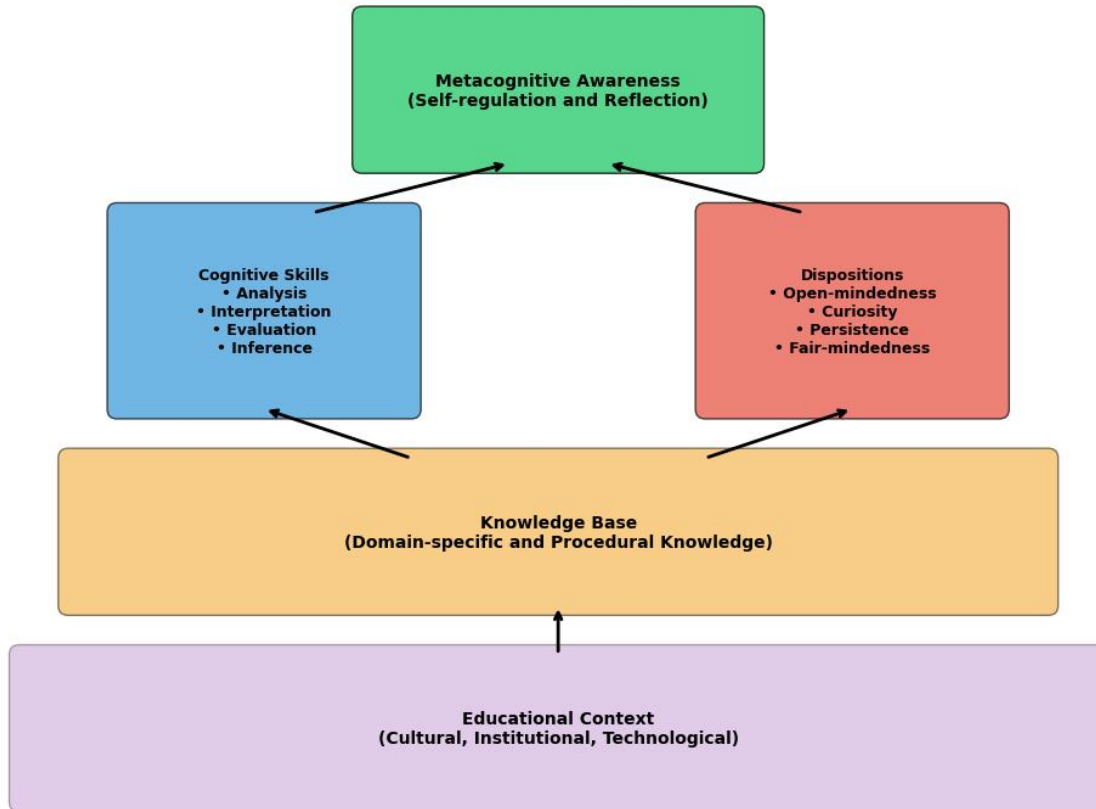 Metacognitive Awareness
(Self-regulation and Reflection)
Cognitive Skills
• Analysis
• Interpretation
• Evaluation
• Inference
Dispositions
• Open-mindedness
• Curiosity
• Persistence
• Fair-mindedness
Knowledge Base
(Domain-specific and Procedural Knowledge)
Educational Context
(Cultural, Institutional, Technological)